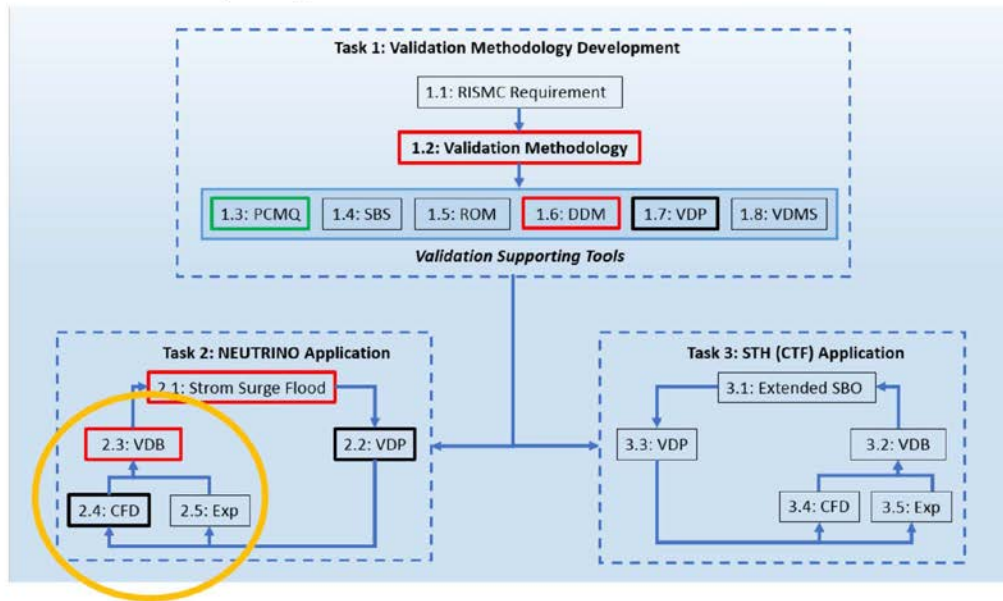 Task 1: Validation Methodology Development
1.1: RISMC Requirement
1.2: Validation Methodology
1.3: PCMQ
1.4: SBS
1.5: ROM
1.6: DDM
1.7: VDP
1.8: VDMS
Validation Supporting Tools
Task 2: NEUTRINO Application
2.1: Strom Surge Flood
2.3: VDB
2.2: VDP
2.4: CFD
2.5: Exp
Task 3: STH (CTF) Application
3.1: Extended SBO
3.3: VDP
3.2: VDB
3.4: CFD
3.5: Exp